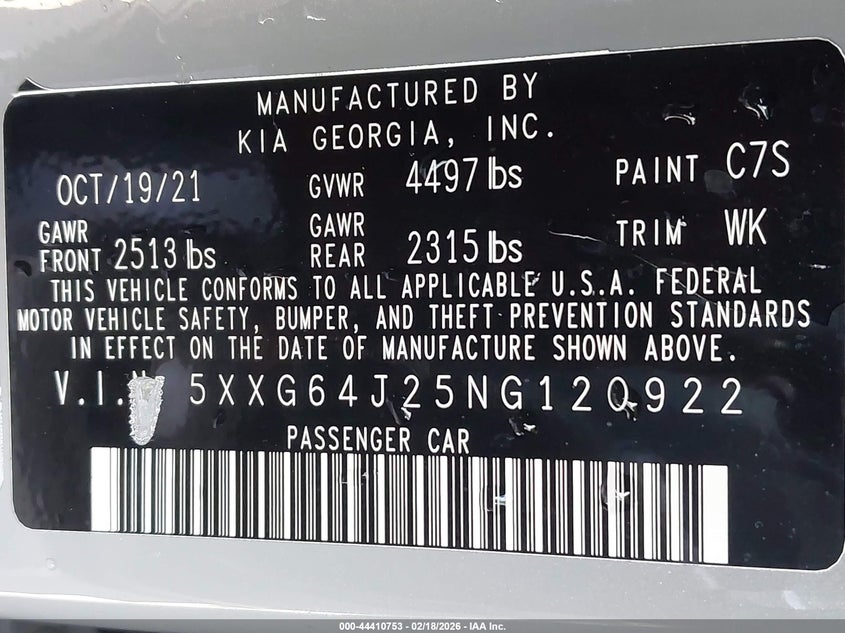 MANUFACTURED BY
KIA GEORGIA, INC.
OCT/19/21 GVWR 4497 lbs PAINT C7S
GAWR FRONT 2513 lbs GAWR REAR 2315 lbs TRIM WK
THIS VEHICLE CONFORMS TO ALL APPLICABLE U.S.A. FEDERAL
MOTOR VEHICLE SAFETY, BUMPER, AND THEFT PREVENTION STANDARDS
IN EFFECT ON THE DATE OF MANUFACTURE SHOWN ABOVE.
V.I.N 5XXG64J25NG120922
PASSENGER CAR
000-44410753 - 02/18/2026 - IAA Inc.